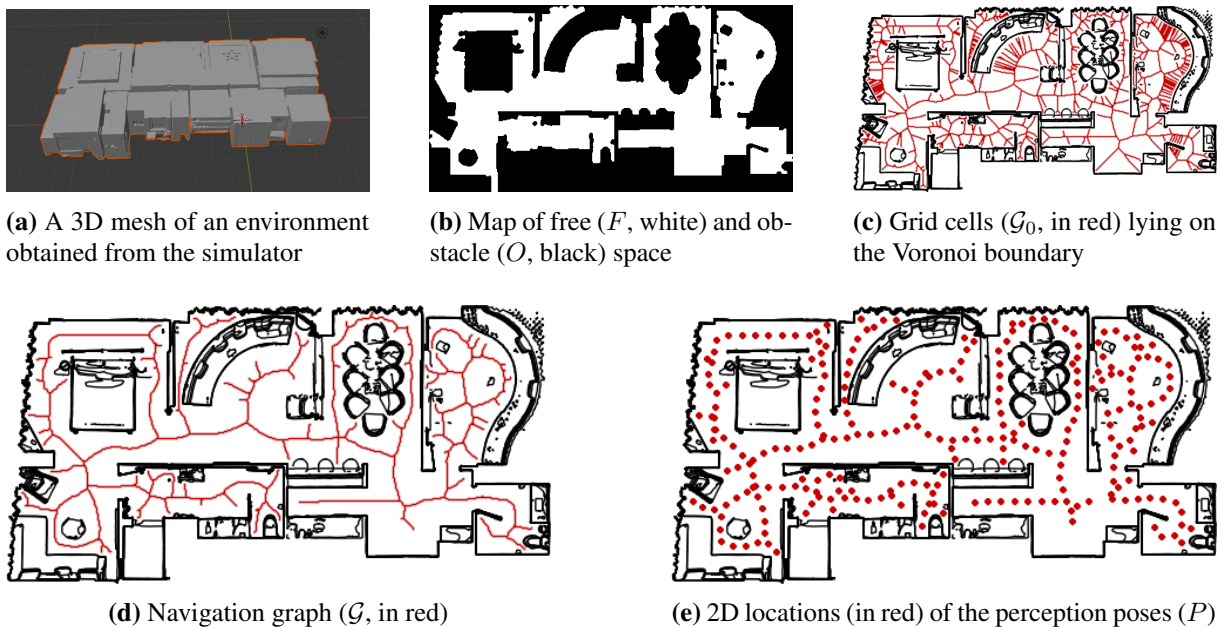 (a) A 3D mesh of an environment
obtained from the simulator
(b) Map of free (F, white) and ob-
stacle (O, black) space
(c) Grid cells (𝒢₀, in red) lying on
the Voronoi boundary
(d) Navigation graph (𝒢, in red)
(e) 2D locations (in red) of the perception poses (P)